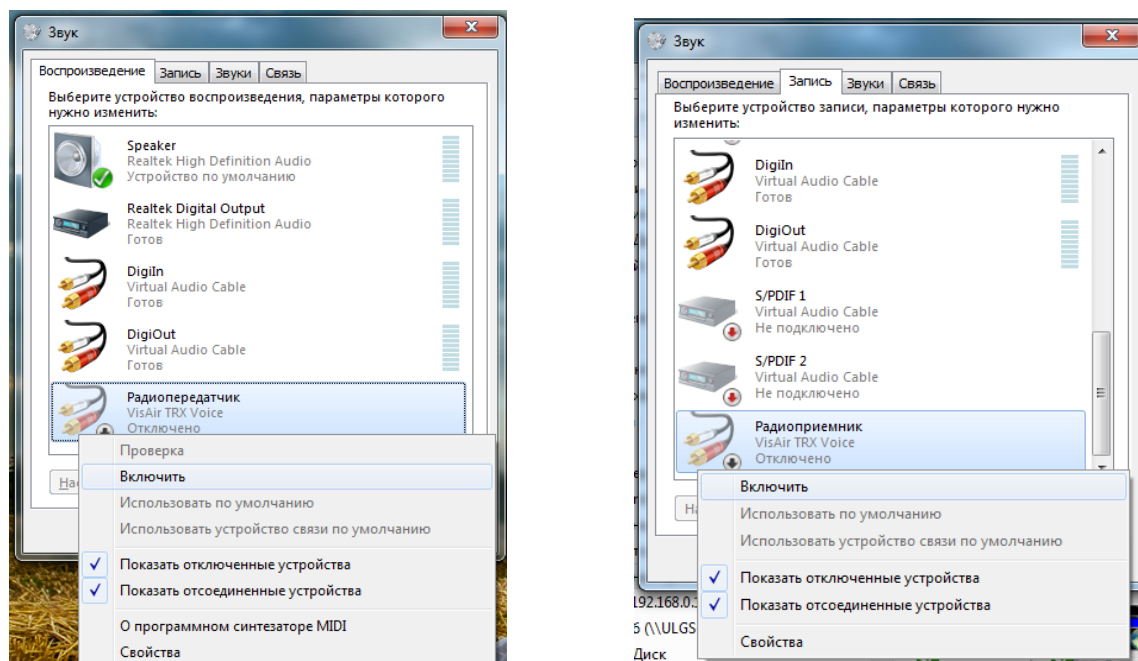 Звук
Воспроизведение Запись Звуки Связь
Выберите устройство воспроизведения, параметры которого
нужно изменить:
Speaker
Realtek High Definition Audio
Устройство по умолчанию
Realtek Digital Output
Realtek High Definition Audio
Готов
DigiIn
Virtual Audio Cable
Готов
DigiOut
Virtual Audio Cable
Готов
Радиопередатчик
VisAir TRX Voice
Отключено
Проверка
Включить
Использовать по умолчанию
Использовать устройство связи по умолчанию
Показать отключенные устройства
Показать отсоединенные устройства
О программном синтезаторе MIDI
Свойства
Звук
Воспроизведение Запись Звуки Связь
Выберите устройство записи, параметры которого нужно
изменить:
DigiIn
Virtual Audio Cable
Готов
DigiOut
Virtual Audio Cable
Готов
S/PDIF 1
Virtual Audio Cable
Не подключено
S/PDIF 2
Virtual Audio Cable
Не подключено
Радиоприемник
VisAir TRX Voice
Отключено
Включить
Использовать по умолчанию
Использовать устройство связи по умолчанию
Показать отключенные устройства
Показать отсоединенные устройства
Свойства
192.168.0.
6 (\\ULGS
Диск